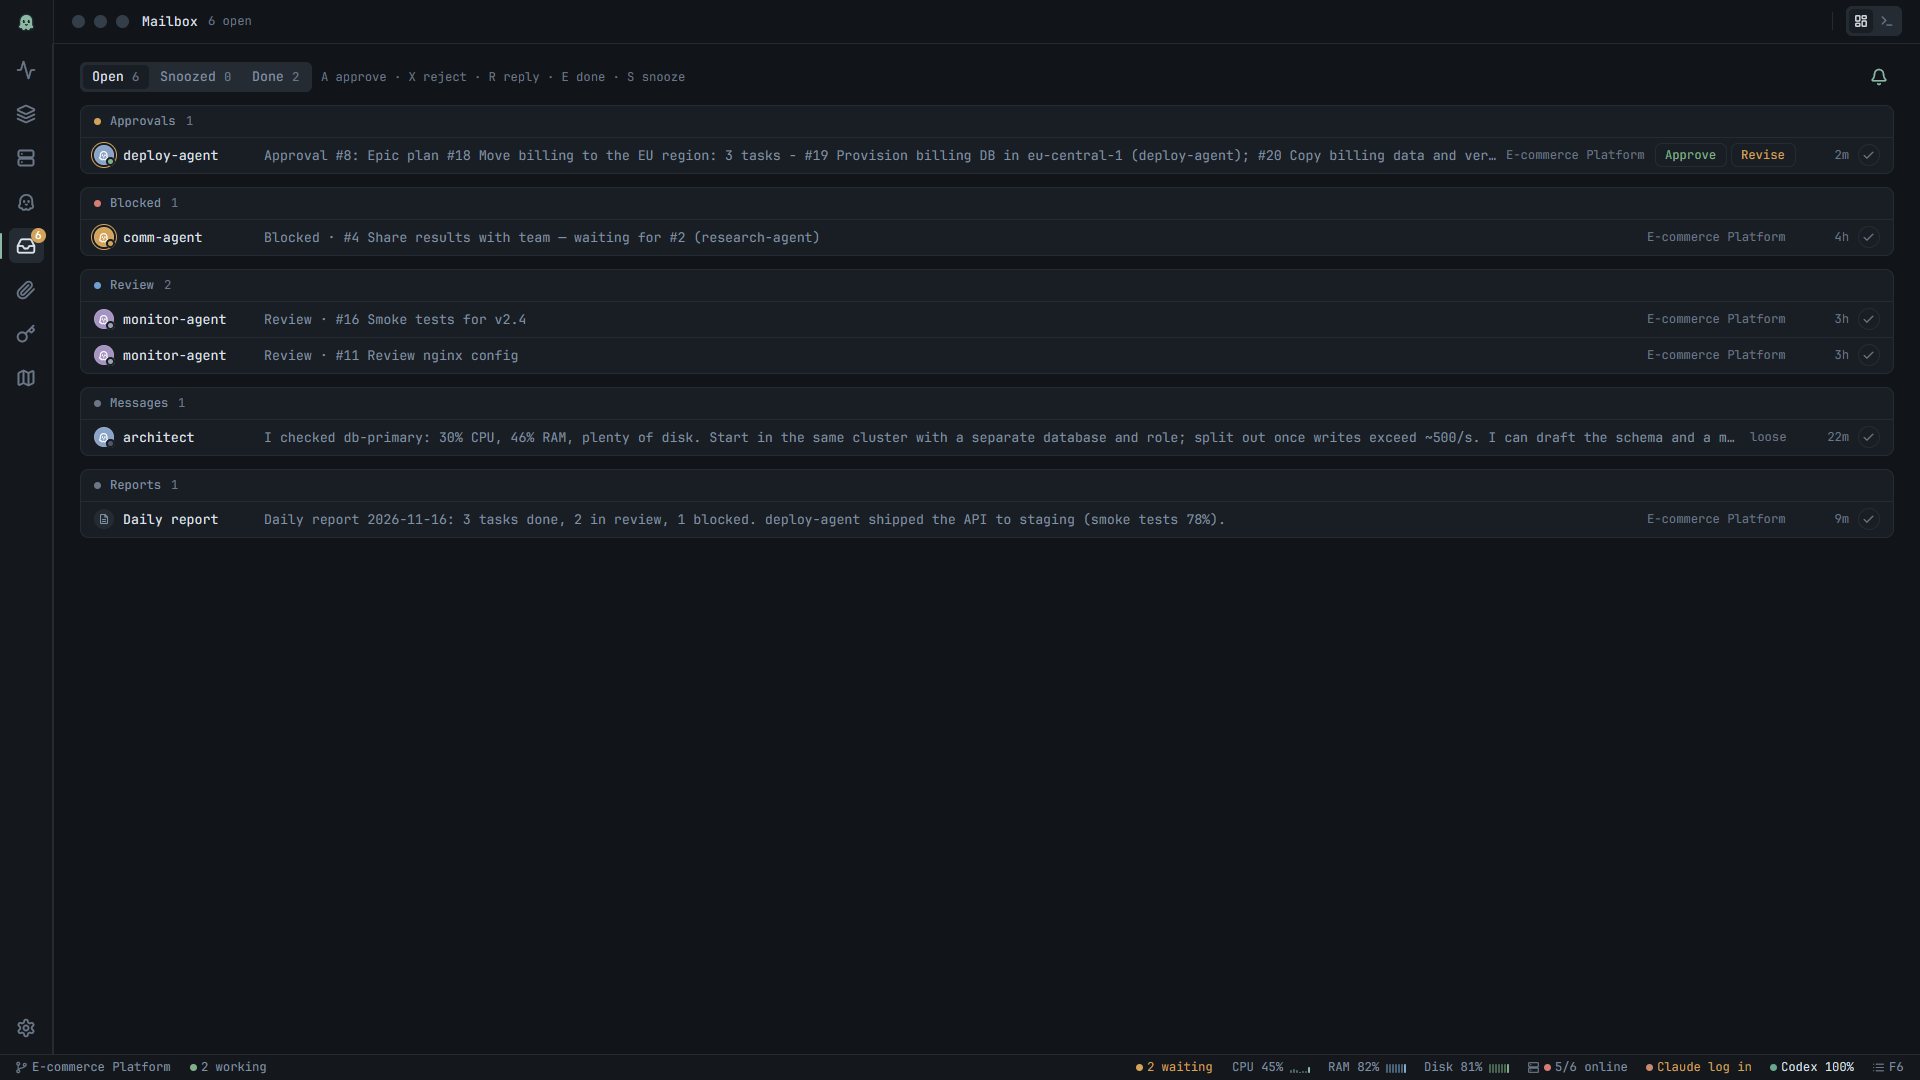 Mailbox 6 open
Open 6 Snoozed 0 Done 2 A approve · X reject · R reply · E done · S snooze
Approvals 1
deploy-agent Approval #8: Epic plan #18 Move billing to the EU region: 3 tasks - #19 Provision billing DB in eu-central-1 (deploy-agent); #20 Copy billing data and ver… E-commerce Platform Approve Revise 2m
Blocked 1
comm-agent Blocked · #4 Share results with team — waiting for #2 (research-agent) E-commerce Platform 4h
6
Review 2
monitor-agent Review · #16 Smoke tests for v2.4 E-commerce Platform 3h
monitor-agent Review · #11 Review nginx config E-commerce Platform 3h
Messages 1
architect I checked db-primary: 30% CPU, 46% RAM, plenty of disk. Start in the same cluster with a separate database and role; split out once writes exceed ~500/s. I can draft the schema and a m… loose 22m
Reports 1
Daily report Daily report 2026-11-16: 3 tasks done, 2 in review, 1 blocked. deploy-agent shipped the API to staging (smoke tests 78%). E-commerce Platform 9m
E-commerce Platform 2 working 2 waiting CPU 45% RAM 82% Disk 81% 5/6 online Claude log in Codex 100% F6